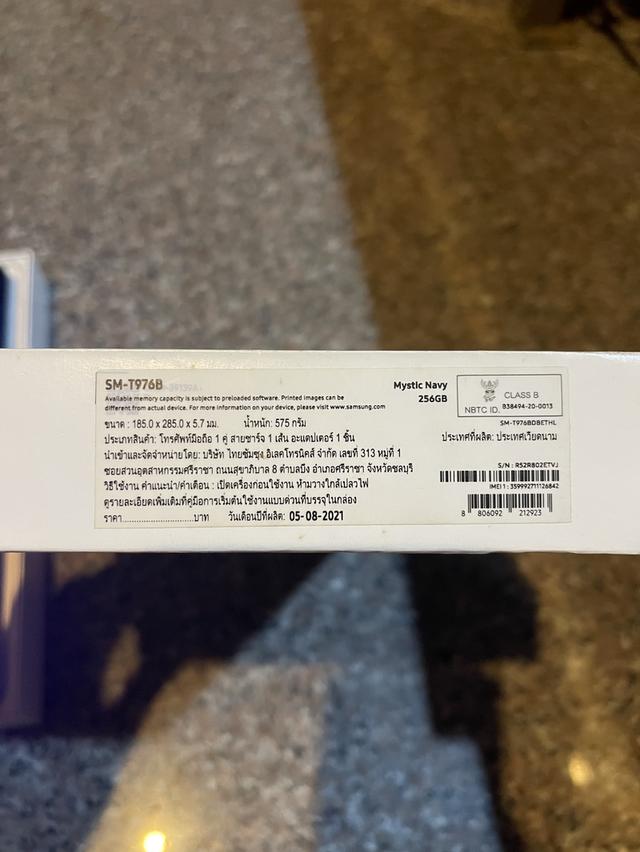 SM-T976B
Mystic Navy
256GB
CLASS B
NBTC ID. B38494-20-0013
Available memory capacity is subject to preloaded software. Printed images can be
different from actual device. For more information on your device, please visit www.samsung.com
SM-T976BDBETHL
ขนาด : 185.0 x 285.0 x 5.7 มม. น้ำหนัก: 575 กรัม
ประเภทสินค้า: โทรศัพท์มือถือ 1 คู่ สายชาร์จ 1 เส้น อะแดปเตอร์ 1 ชิ้น
ประเทศที่ผลิต: ประเทศเวียดนาม
นำเข้าและจัดจำหน่ายโดย: บริษัท ไทยซัมซุง อิเลคโทรนิคส์ จำกัด เลขที่ 313 หมู่ที่ 1
ซอยสวนอุตสาหกรรมศรีราชา ถนนสุขาภิบาล 8 ตำบลบึง อำเภอศรีราชา จังหวัดชลบุรี
S/N : R52R802ETVJ
วิธีใช้งาน คำแนะนำ/คำเตือน : เปิดเครื่องก่อนใช้งาน ห้ามวางใกล้เปลวไฟ
IMEI 1 : 359992711126842
ดูรายละเอียดเพิ่มเติมที่คู่มือการเริ่มต้นใช้งานแบบด่วนที่บรรจุในกล่อง
8 806092 212923
ราคา..............................บาท วันเดือนปีที่ผลิต: 05-08-2021